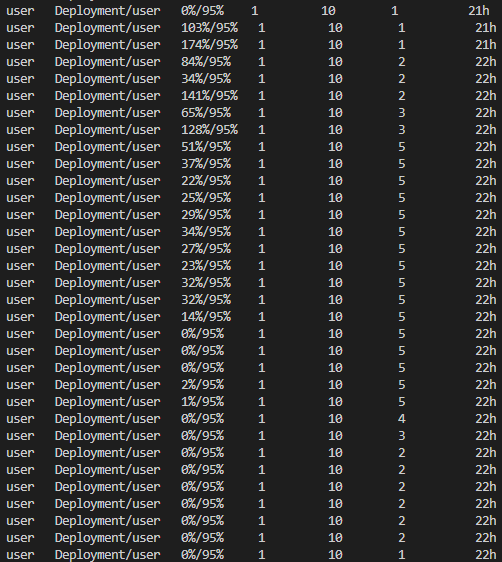 user Deployment/user 0%/95% 1 10 1 21h
user Deployment/user 103%/95% 1 10 1 21h
user Deployment/user 174%/95% 1 10 1 22h
user Deployment/user 84%/95% 1 10 2 22h
user Deployment/user 34%/95% 1 10 2 22h
user Deployment/user 141%/95% 1 10 2 22h
user Deployment/user 65%/95% 1 10 3 22h
user Deployment/user 128%/95% 1 10 3 22h
user Deployment/user 51%/95% 1 10 5 22h
user Deployment/user 37%/95% 1 10 5 22h
user Deployment/user 22%/95% 1 10 5 22h
user Deployment/user 25%/95% 1 10 5 22h
user Deployment/user 29%/95% 1 10 5 22h
user Deployment/user 34%/95% 1 10 5 22h
user Deployment/user 27%/95% 1 10 5 22h
user Deployment/user 23%/95% 1 10 5 22h
user Deployment/user 32%/95% 1 10 5 22h
user Deployment/user 32%/95% 1 10 5 22h
user Deployment/user 14%/95% 1 10 5 22h
user Deployment/user 0%/95% 1 10 5 22h
user Deployment/user 0%/95% 1 10 5 22h
user Deployment/user 0%/95% 1 10 5 22h
user Deployment/user 2%/95% 1 10 5 22h
user Deployment/user 1%/95% 1 10 5 22h
user Deployment/user 0%/95% 1 10 4 22h
user Deployment/user 0%/95% 1 10 3 22h
user Deployment/user 0%/95% 1 10 2 22h
user Deployment/user 0%/95% 1 10 2 22h
user Deployment/user 0%/95% 1 10 2 22h
user Deployment/user 0%/95% 1 10 2 22h
user Deployment/user 0%/95% 1 10 2 22h
user Deployment/user 0%/95% 1 10 2 22h
user Deployment/user 0%/95% 1 10 1 22h